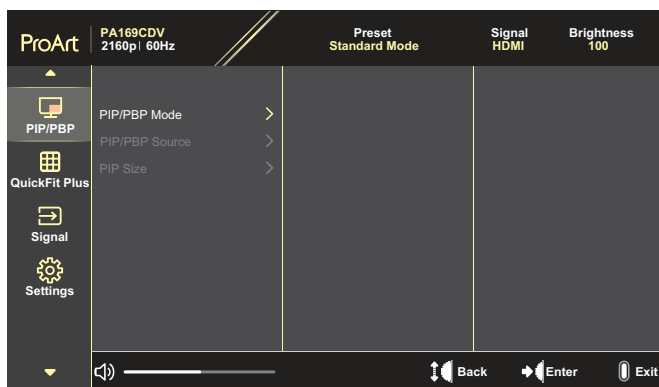 ProArt
PA169CDV
2160p| 60Hz
Preset
Standard Mode
Signal
HDMI
Brightness
100
PIP/PBP
QuickFit Plus
Signal
Settings
PIP/PBP Mode
PIP/PBP Source
PIP Size
Back
Enter
Exit